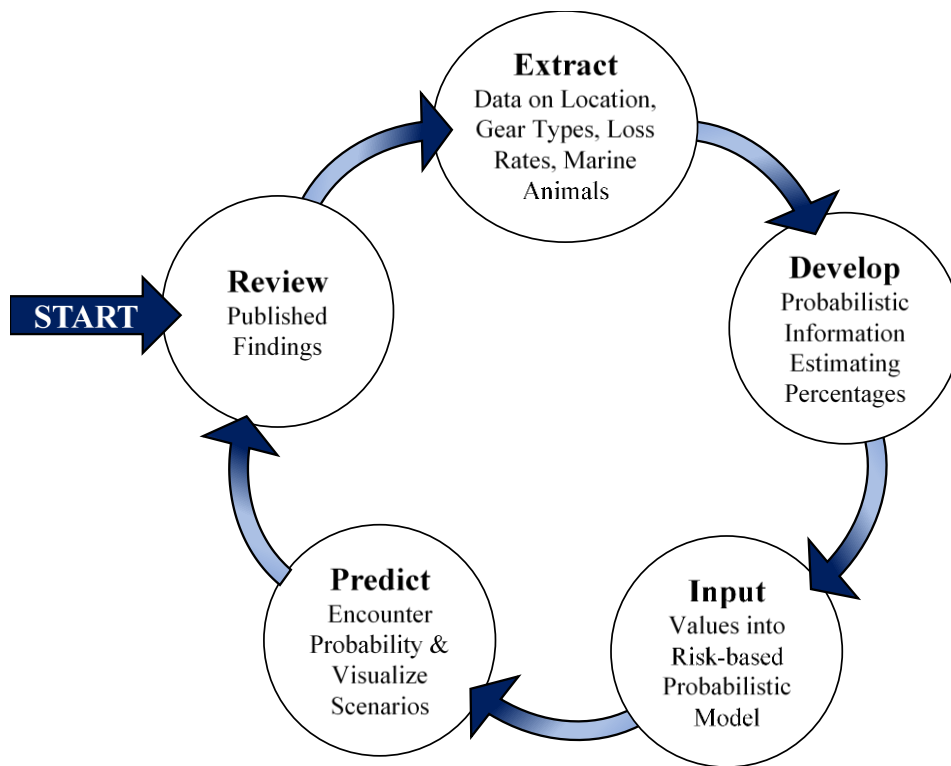 START
Review
Published
Findings
Extract
Data on Location,
Gear Types, Loss
Rates, Marine
Animals
Develop
Probabilistic
Information
Estimating
Percentages
Input
Values into
Risk-based
Probabilistic
Model
Predict
Encounter
Probability &
Visualize
Scenarios